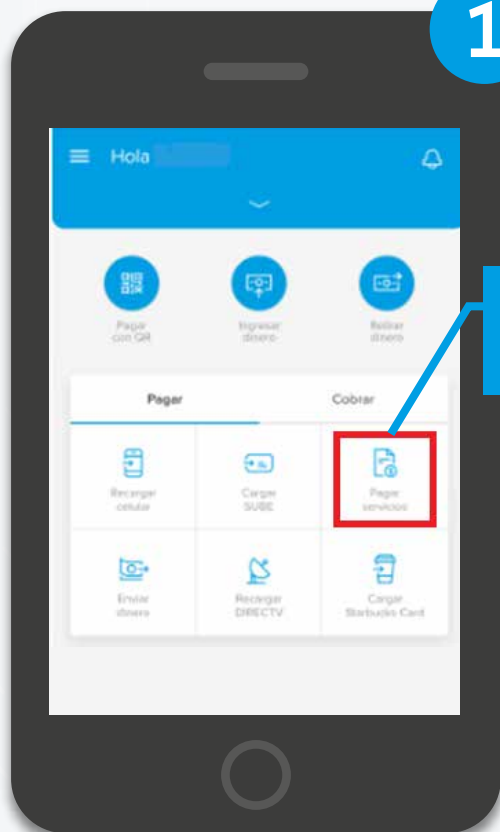 1
Hola
Pagar
con QR
Ingresar
dinero
Retirar
dinero
Pagar
Cobrar
Recargar
celular
Cargar
SUBE
Pagar
servicios
Enviar
dinero
Recargar
DIRECTV
Cargar
Starbucks Card